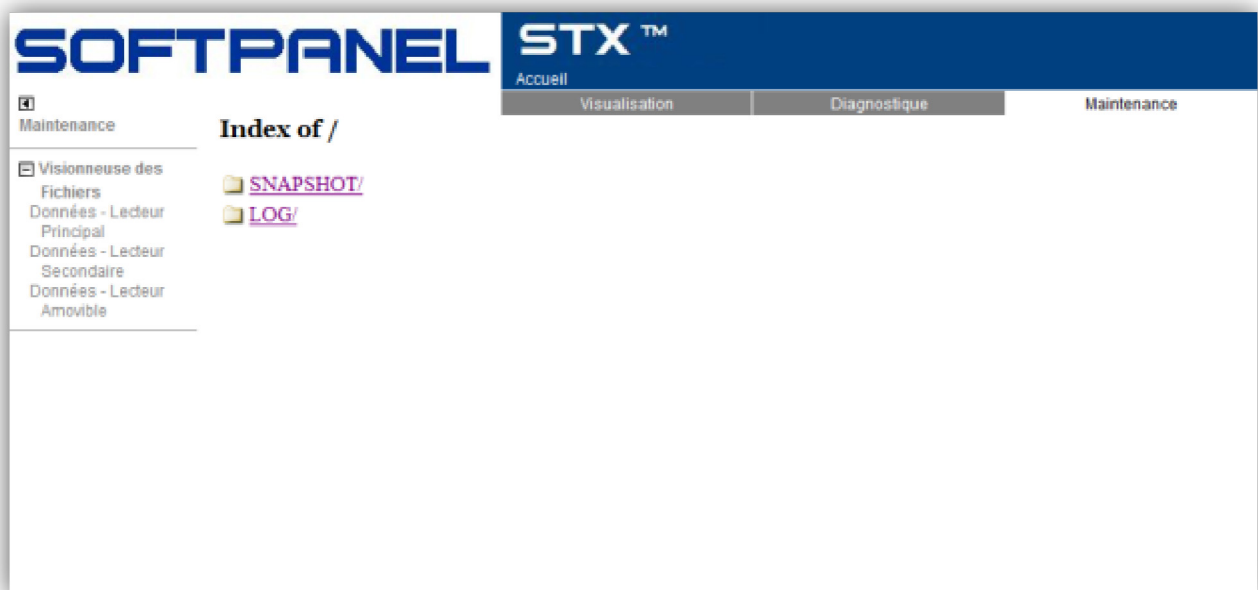 SOFTPANEL
STX ™
Accueil
Visualisation
Diagnostique
Maintenance
Maintenance
Index of /
Visionneuse des
Fichiers
Données - Lecteur
Principal
Données - Lecteur
Secondaire
Données - Lecteur
Amovible
SNAPSHOT/
LOG/